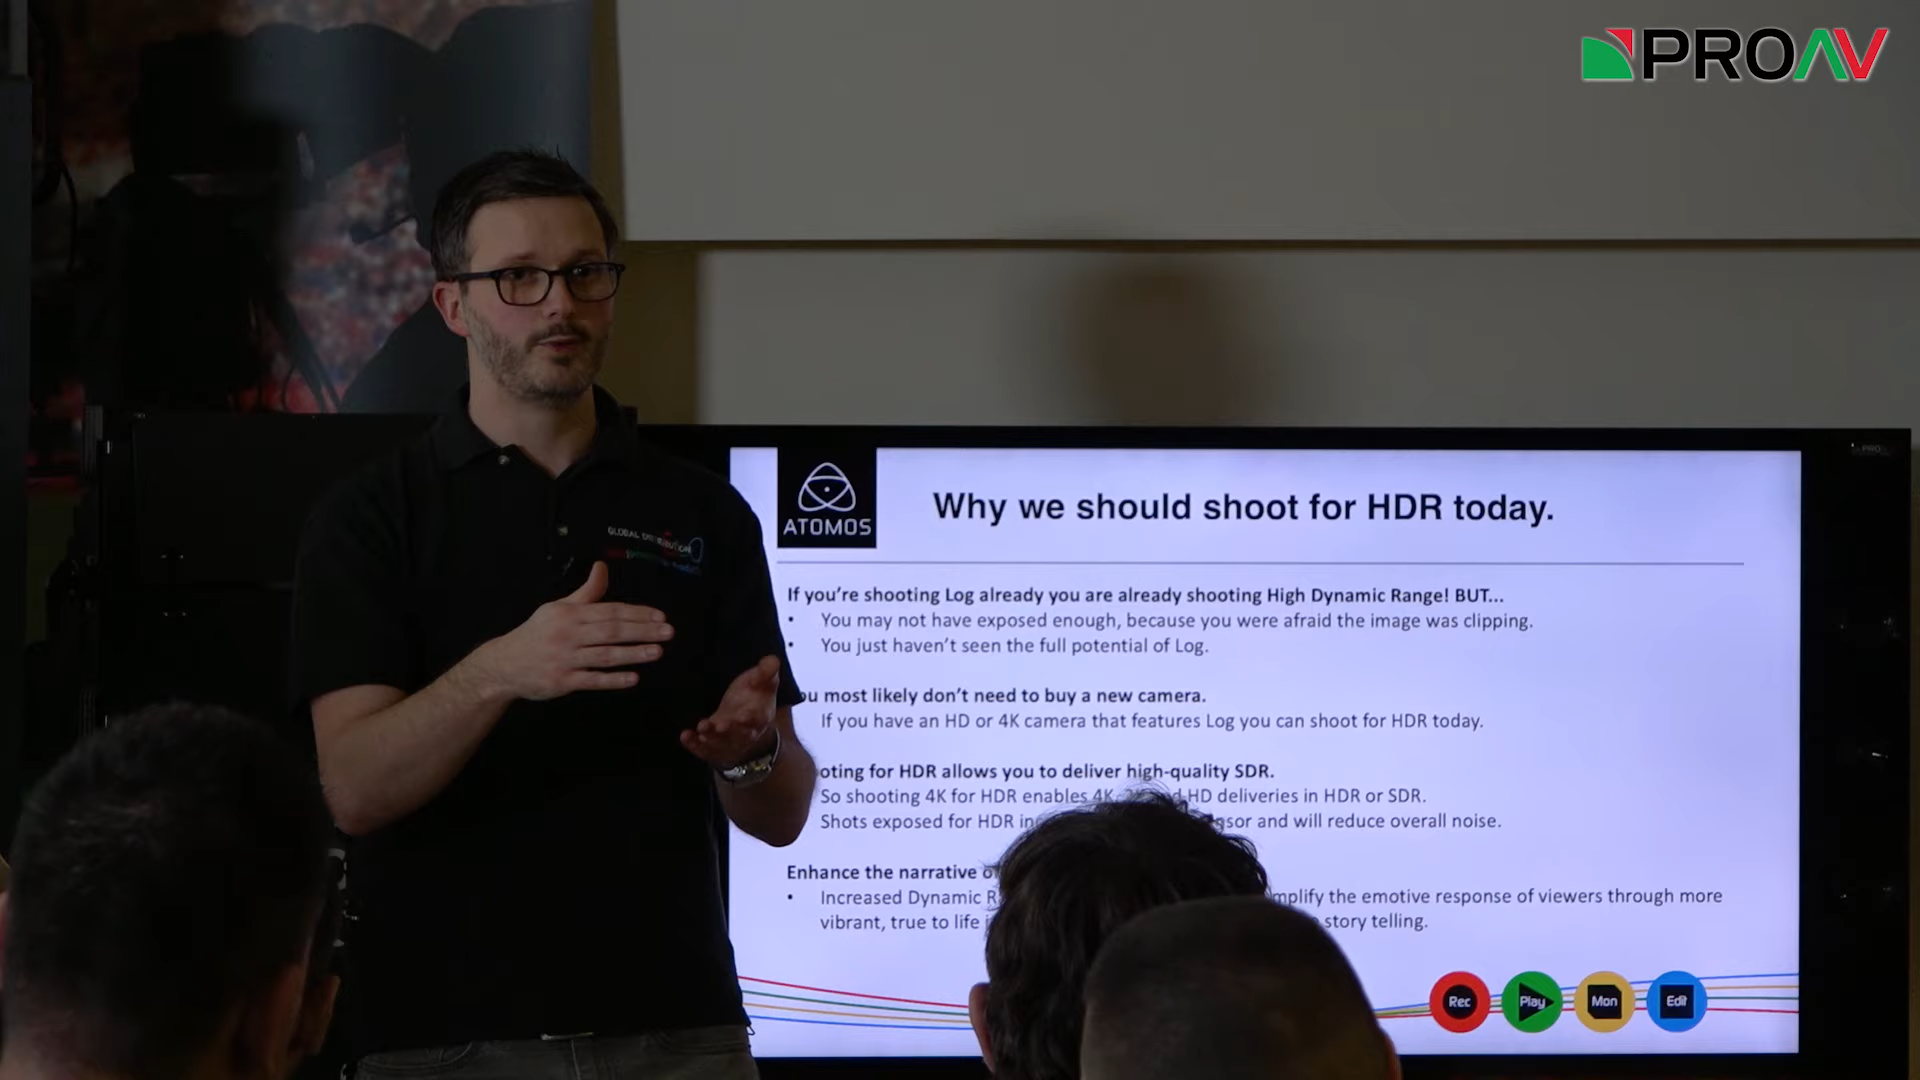 PROAV
ATOMOS
Why we should shoot for HDR today.
GLOBAL DISTRIBUTION
If you're shooting Log already you are already shooting High Dynamic Range! BUT...
• You may not have exposed enough, because you were afraid the image was clipping.
• You just haven't seen the full potential of Log.
ou most likely don't need to buy a new camera.
If you have an HD or 4K camera that features Log you can shoot for HDR today.
oting for HDR allows you to deliver high-quality SDR.
So shooting 4K for HDR enables 4K HD deliveries in HDR or SDR.
Shots exposed for HDR in sor and will reduce overall noise.
Enhance the narrative o
• Increased Dynamic R mplify the emotive response of viewers through more
vibrant, true to life story telling.
Rec Play Mon Edit